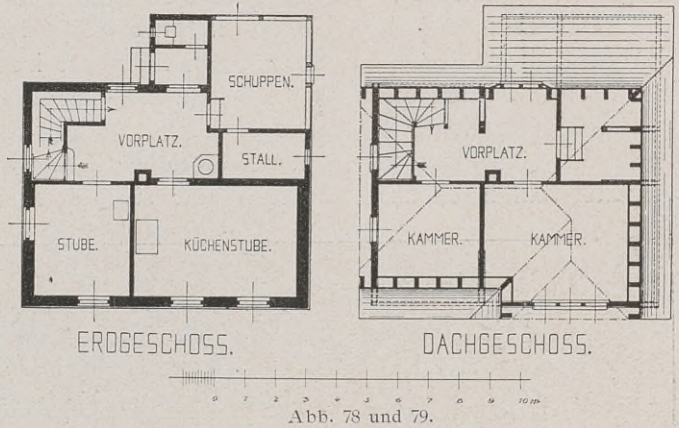 SCHUPPEN.
VORPLATZ.
STALL.
STUBE.
KÜCHENSTUBE.
ERDGESCHOSS.
VORPLATZ.
KAMMER.
KAMMER.
DACHGESCHOSS.
0 1 2 3 4 5 6 7 8 9 10 m
Abb. 78 und 79.